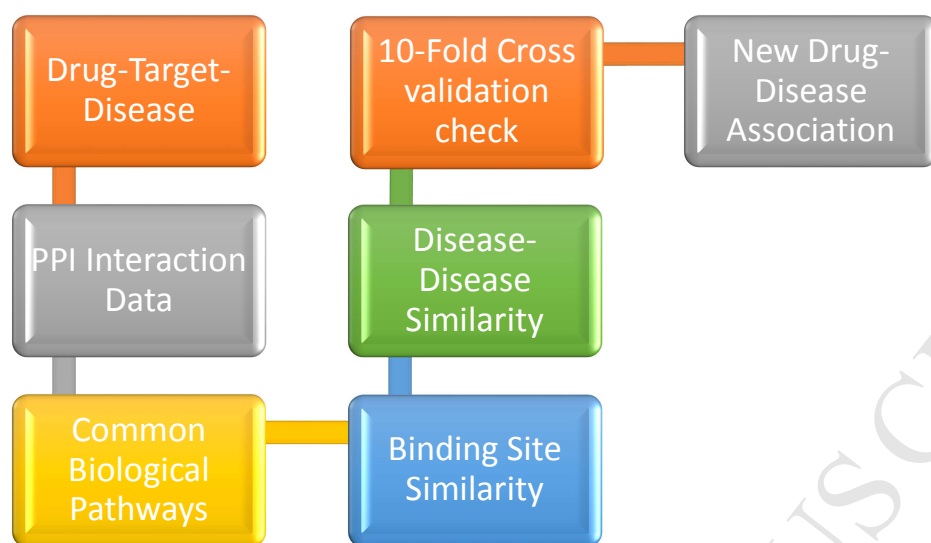 Drug-Target-
Disease
PPI Interaction
Data
Common
Biological
Pathways
Binding Site
Similarity
Disease-
Disease
Similarity
10-Fold Cross
validation
check
New Drug-
Disease
Association